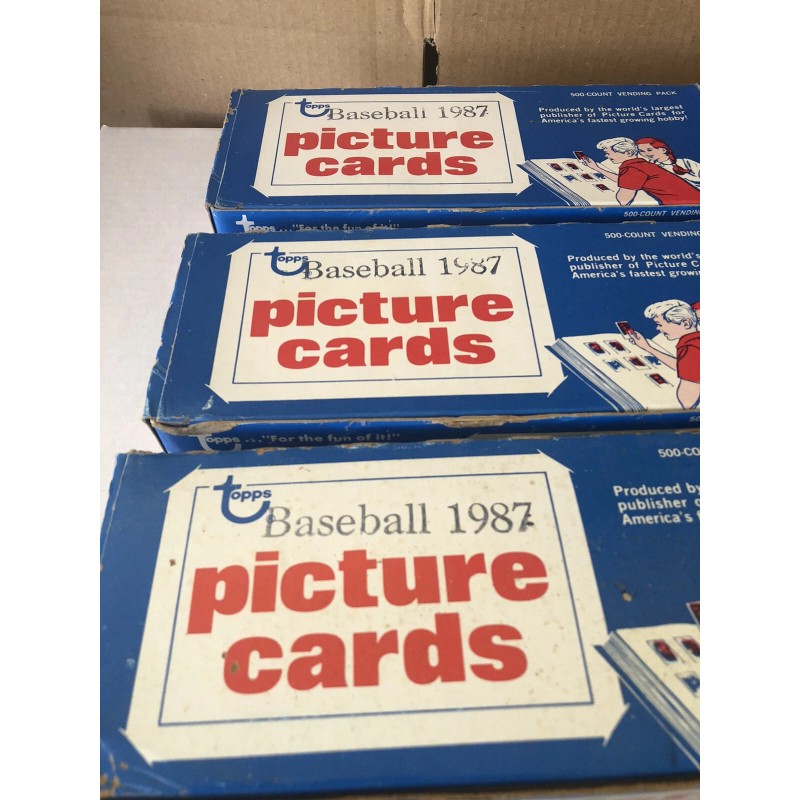 500-COUNT VENDING PACK
topps
Baseball 1987
picture
cards
Produced by the world's largest
publisher of Picture Cards for
America's fastest growing hobby!
topps ..."For the fun of it!"
500-COUNT VENDING
500-COUNT VENDING
topps
Baseball 1987
picture
cards
Produced by the world's
publisher of Picture
America's fastest
topps ..."For the fun of it!"
500-CO
topps
Baseball 1987
picture
cards
Produced by
publisher
America's